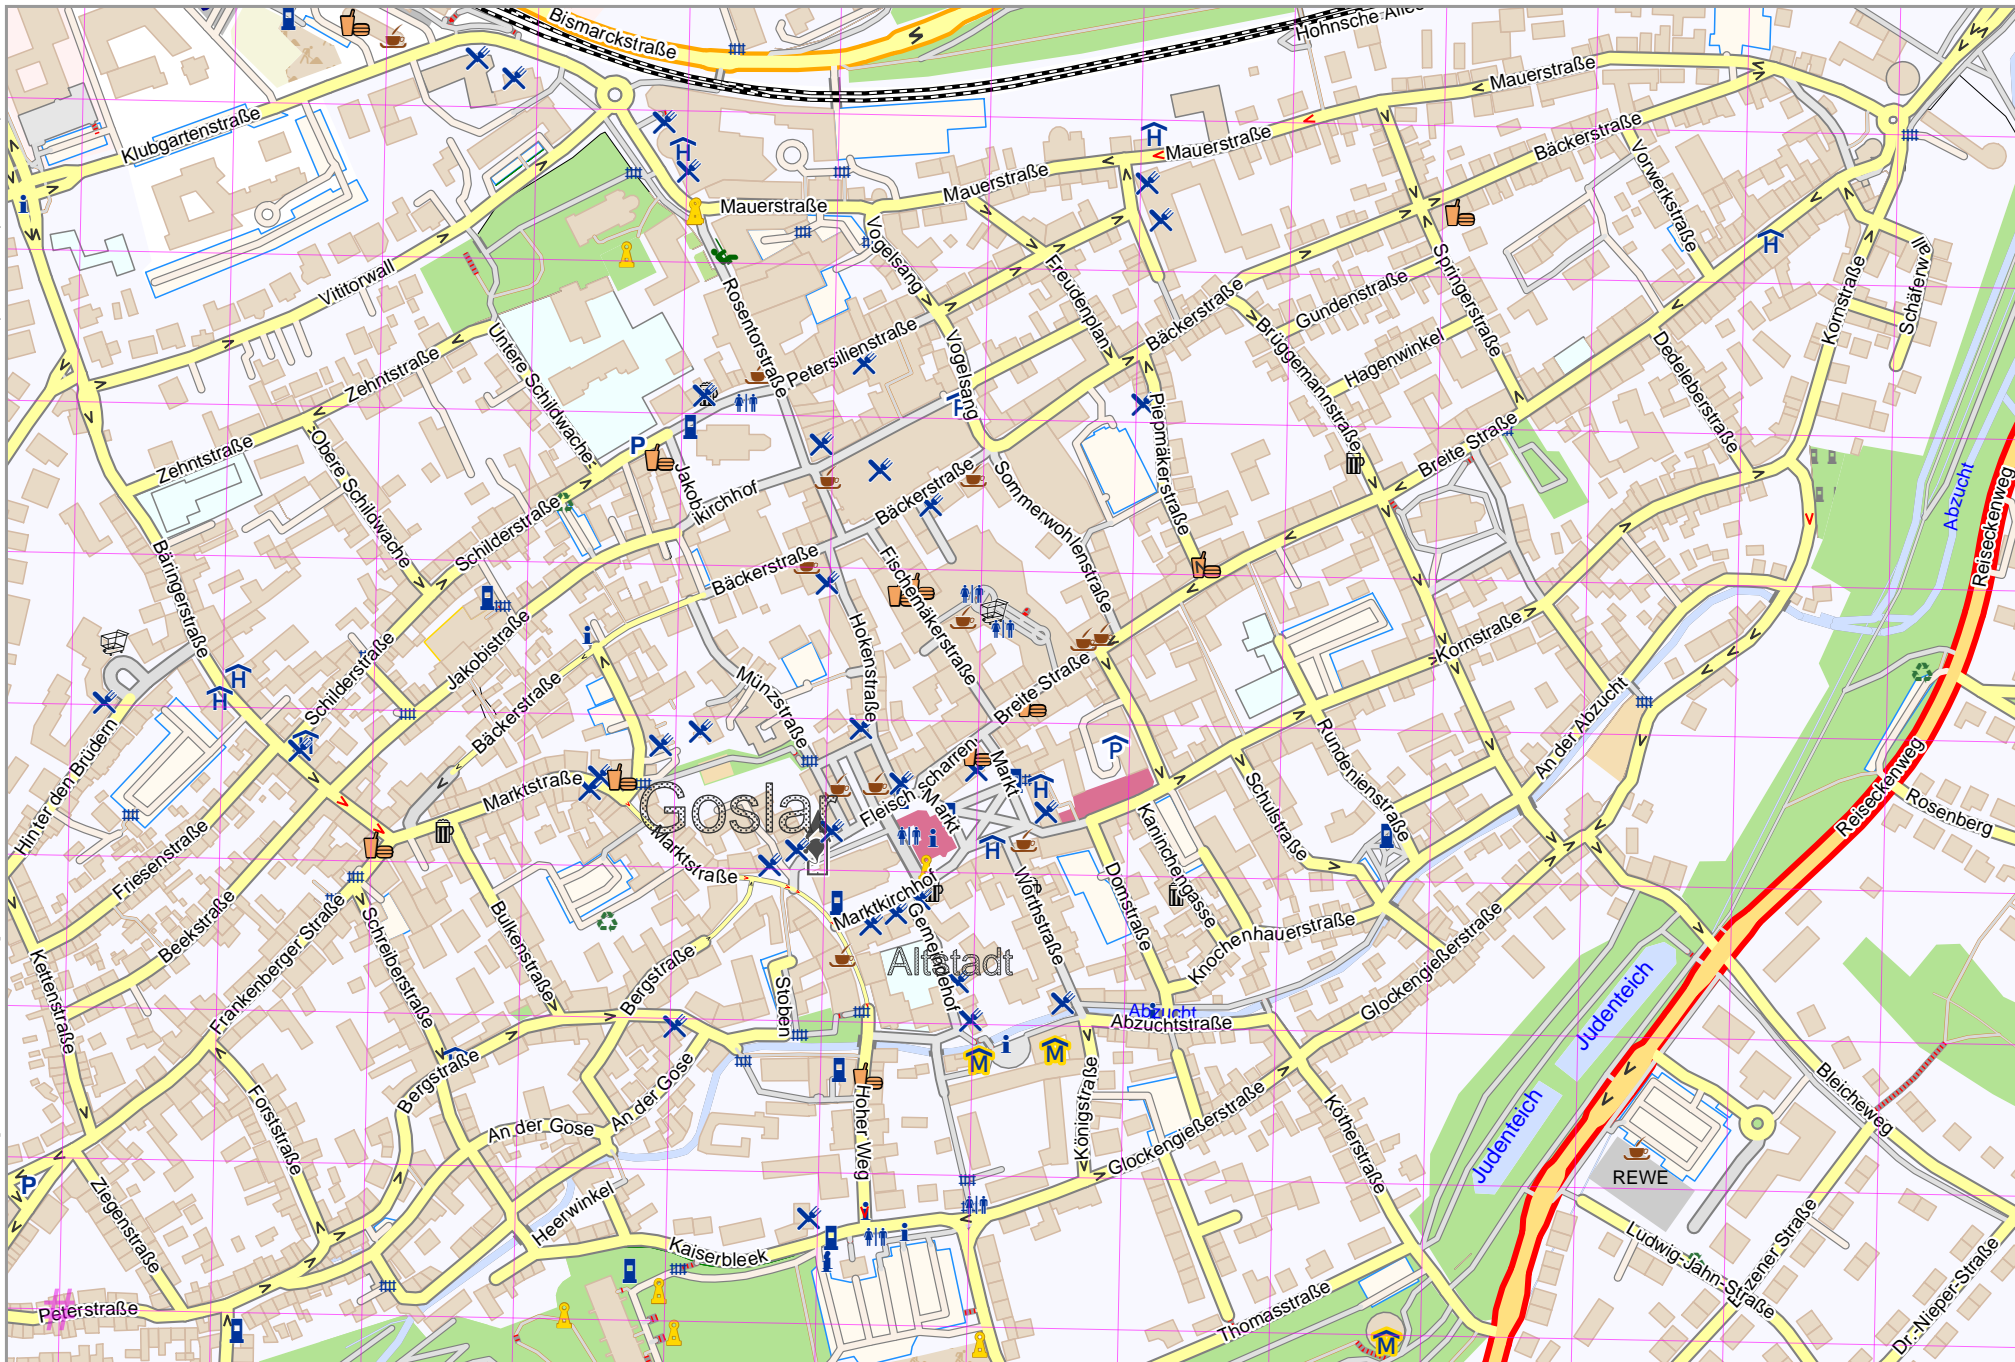 Bismarckstraße
Hohnsche Allee
Mauerstraße
Klubgartenstraße
Mauerstraße
Bäckerstraße
Vorwerkstraße
Mauerstraße
Mauerstraße
Vogelsang
Freudenplan
Springerstraße
Schäferwall
Vititorwall
Rosentorstraße
Gundenstraße
Kornstraße
Untere Schildwache
Petersilienstraße
Vogelsang
Bäckerstraße
Brüggemannstraße
Hagenwinkel
Dedeleberstraße
Zehntstraße
Zehntstraße
Obere Schildwache
P
Jakobikirchhof
Bäckerstraße
Sommerwohlenstraße
Piepmäkerstraße
Breite Straße
Abzucht
Reiseckenweg
Schilderstraße
Bäringerstraße
Bäckerstraße
Fischemäkerstraße
Hokenstraße
Kornstraße
Jakobistraße
Schilderstraße
Bäckerstraße
Münzstraße
Breite Straße
An der Abzucht
Rundenienstraße
Hinter den Brüdern
Marktstraße
Goslar
Fleischscharren
Markt
Markt
P
Schulstraße
Kaninchengasse
Reiseckenweg
Rosenberg
Friesenstraße
Beekstraße
Marktstraße
Marktkirchhof
Worthstraße
Domstraße
Knochenhauerstraße
Frankenberger Straße
Schreiberstraße
Bulkenstraße
Bergstraße
Stoben
Altstadt
Gemeindehof
Glockengießerstraße
Kettenstraße
Abzucht
Abzuchtstraße
Judenteich
Judenteich
Bergstraße
An der Gose
An der Gose
Hoher Weg
Königstraße
Glockengießerstraße
Kötherstraße
Bleicheweg
Forststraße
P
Ziegenstraße
Heerwinkel
Kaiserbleek
REWE
Ludwig-Jahn-Straße
Peterstraße
Thomasstraße
Dr.-Nieper-Straße